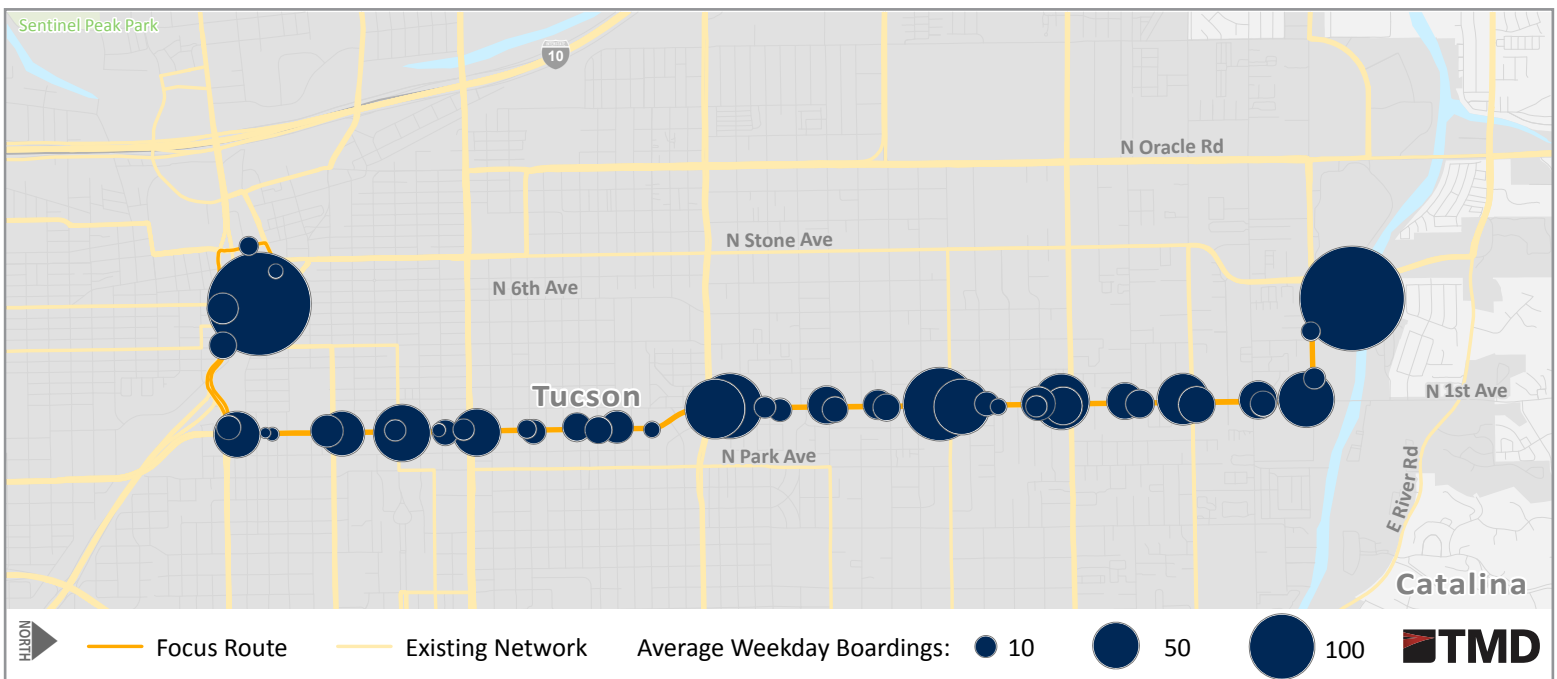 Sentinel Peak Park
10
N Oracle Rd
N Stone Ave
N 6th Ave
Tucson
N 1st Ave
N Park Ave
E River Rd
Catalina
NORTH
Focus Route
Existing Network
Average Weekday Boardings:
10
50
100
TMD